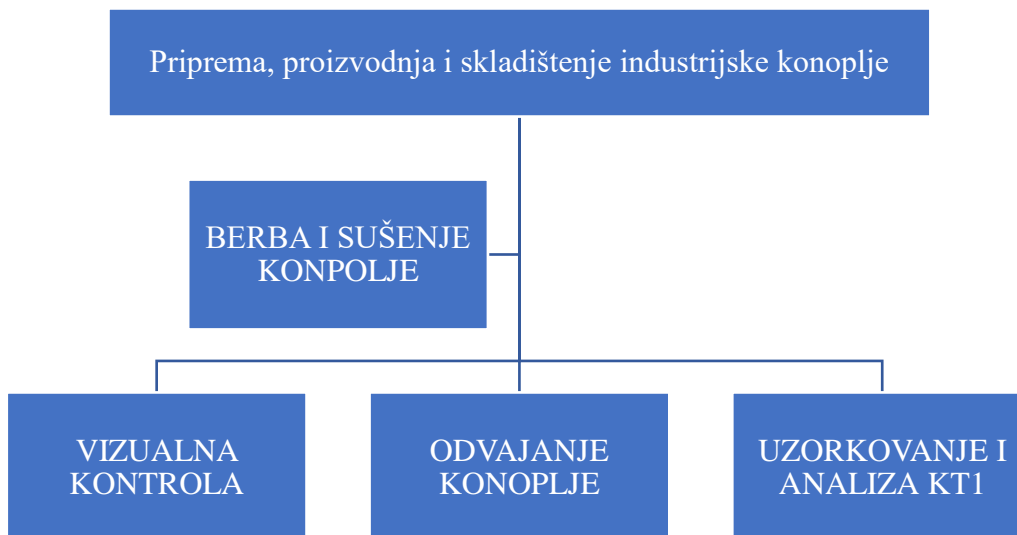 Priprema, proizvodnja i skladištenje industrijske konoplje
BERBA I SUŠENJE
KONPOLJE
VIZUALNA
KONTROLA
ODVAJANJE
KONOPLJE
UZORKOVANJE I
ANALIZA KT1